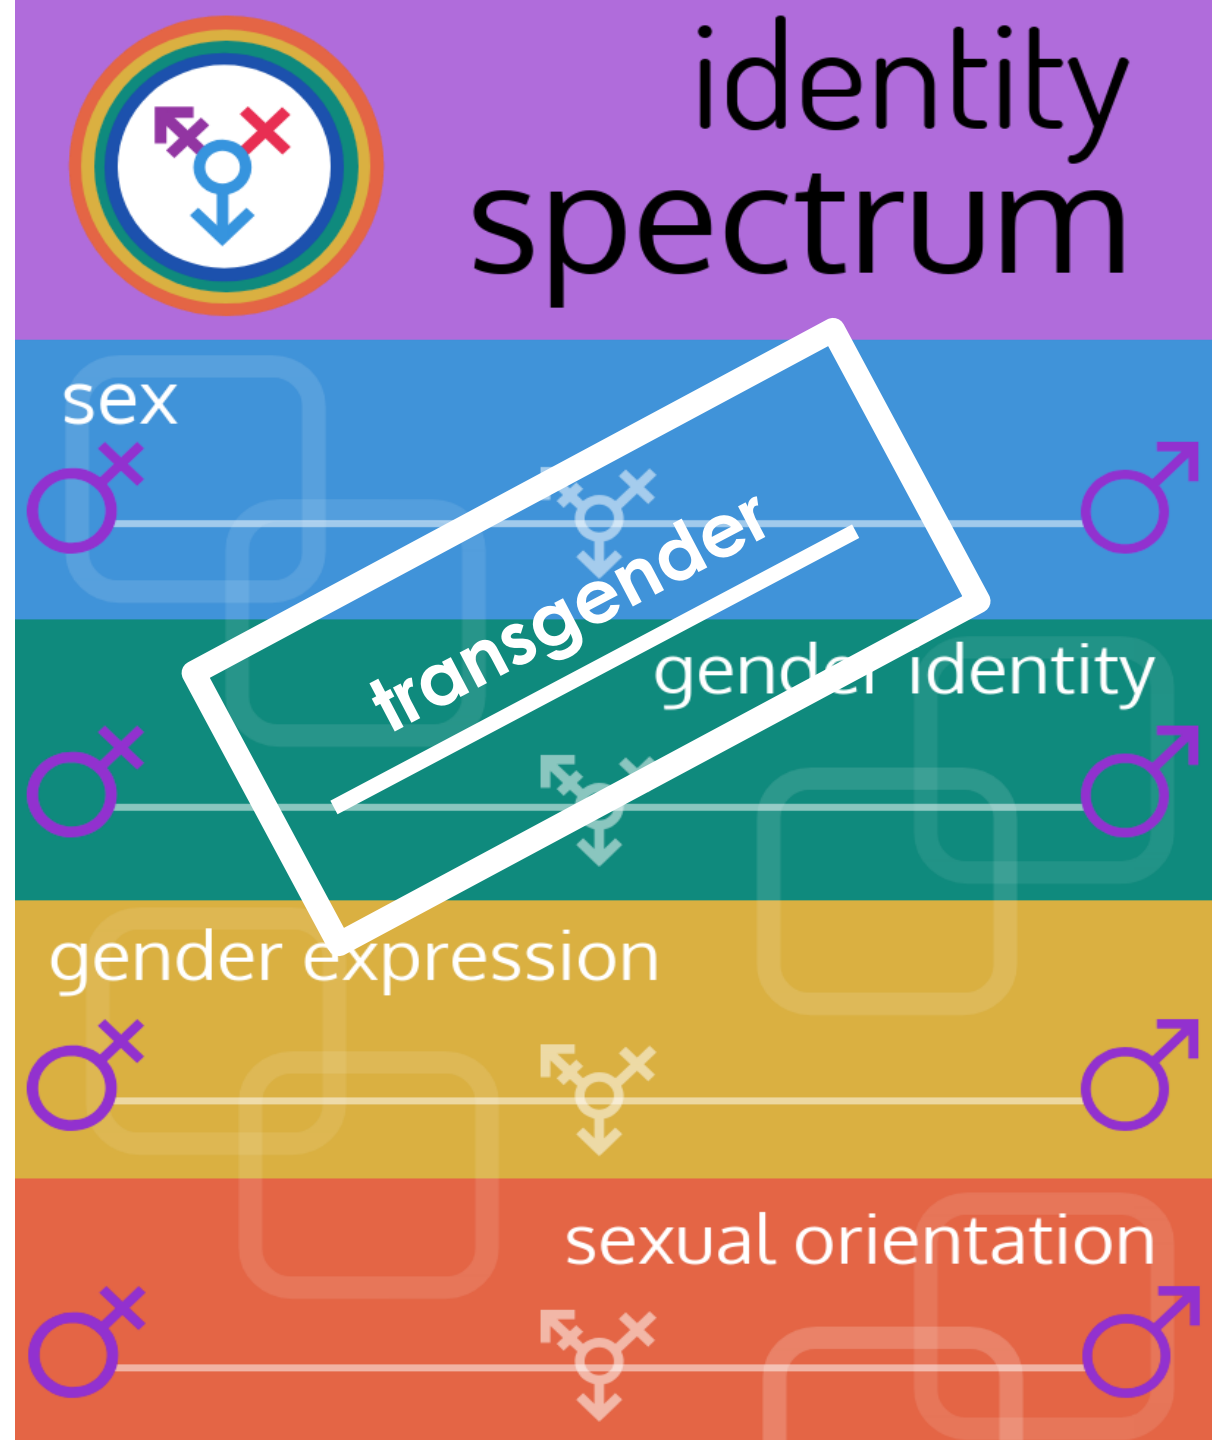 identity
spectrum
sex
transgender
gender identity
gender expression
sexual orientation